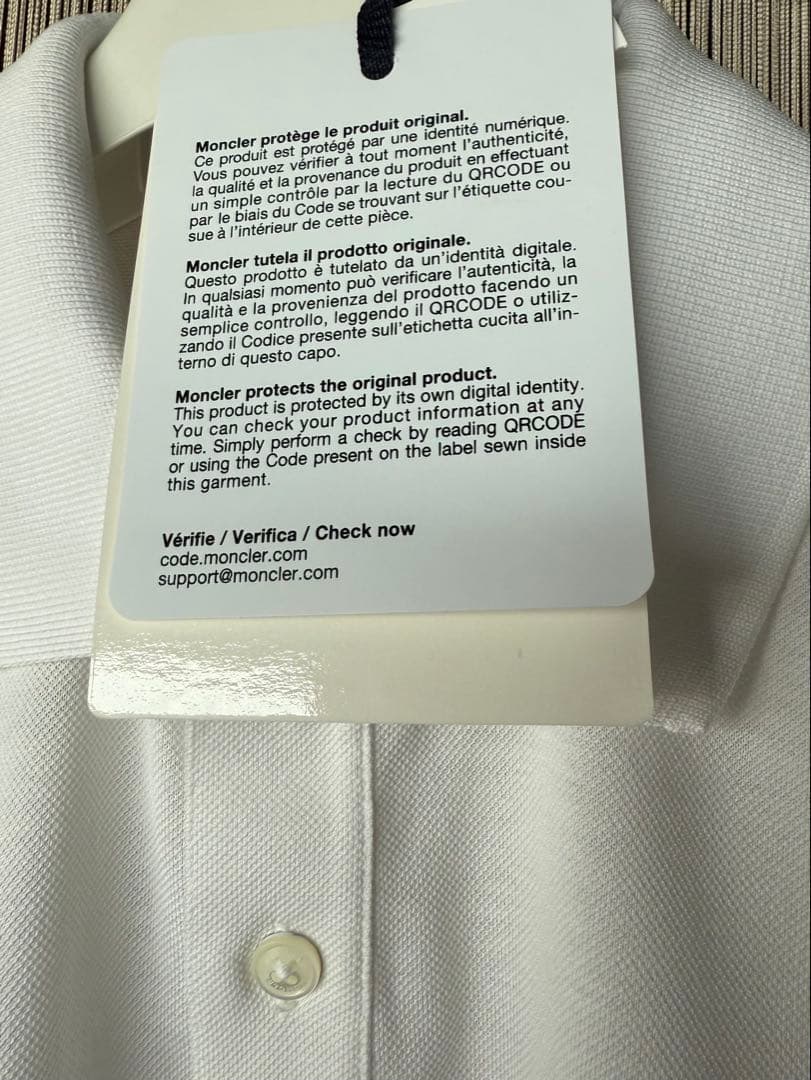 Moncler protège le produit original.
Ce produit est protégé par une identité numérique.
Vous pouvez vérifier à tout moment l'authenticité,
la qualité et la provenance du produit en effectuant
un simple contrôle par la lecture du QRCODE ou
par le biais du Code se trouvant sur l'étiquette cou-
sue à l'intérieur de cette pièce.
Moncler tutela il prodotto originale.
Questo prodotto è tutelato da un'identità digitale.
In qualsiasi momento può verificare l'autenticità, la
qualità e la provenienza del prodotto facendo un
semplice controllo, leggendo il QRCODE o utiliz-
zando il Codice presente sull'etichetta cucita all'in-
terno di questo capo.
Moncler protects the original product.
This product is protected by its own digital identity.
You can check your product information at any
time. Simply perform a check by reading QRCODE
or using the Code present on the label sewn inside
this garment.
Vérifie / Verifica / Check now
code.moncler.com
support@moncler.com